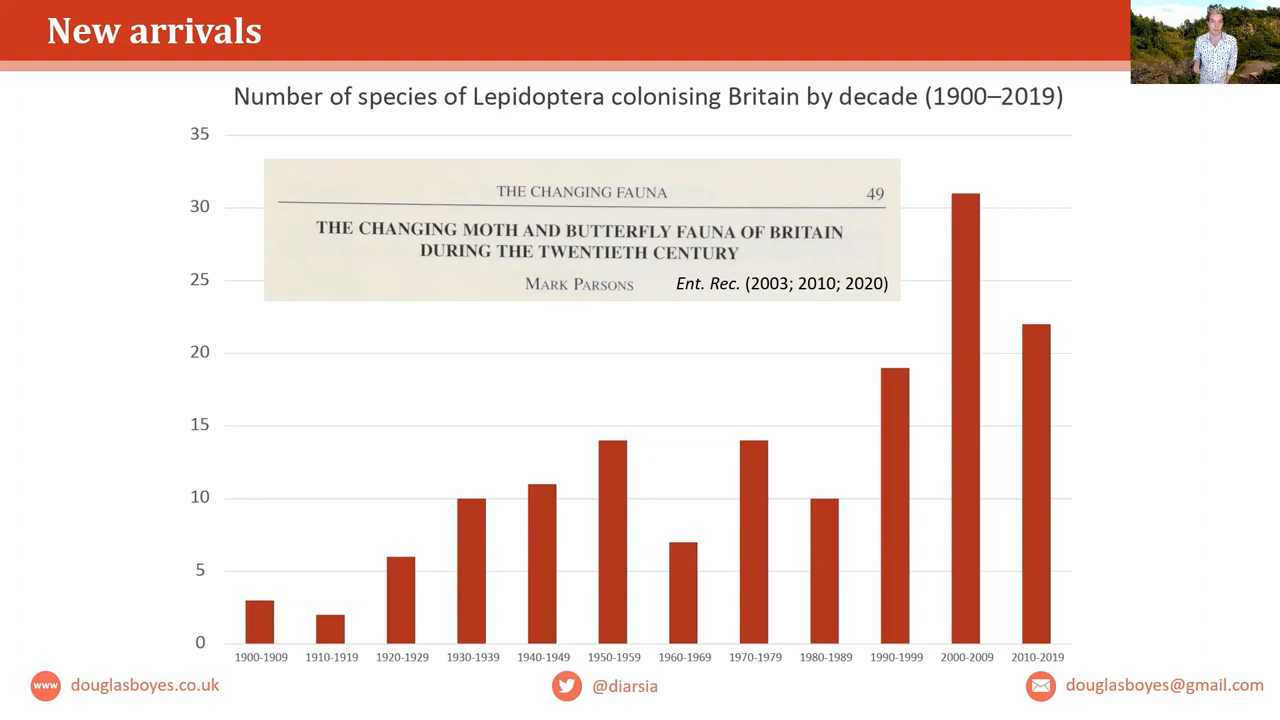 New arrivals
Number of species of Lepidoptera colonising Britain by decade (1900–2019)
35
30
25
20
15
10
5
0
THE CHANGING FAUNA 49
THE CHANGING MOTH AND BUTTERFLY FAUNA OF BRITAIN
DURING THE TWENTIETH CENTURY
MARK PARSONS Ent. Rec. (2003; 2010; 2020)
1900-1909 1910-1919 1920-1929 1930-1939 1940-1949 1950-1959 1960-1969 1970-1979 1980-1989 1990-1999 2000-2009 2010-2019
www douglasboyes.co.uk @diarsia douglasboyes@gmail.com